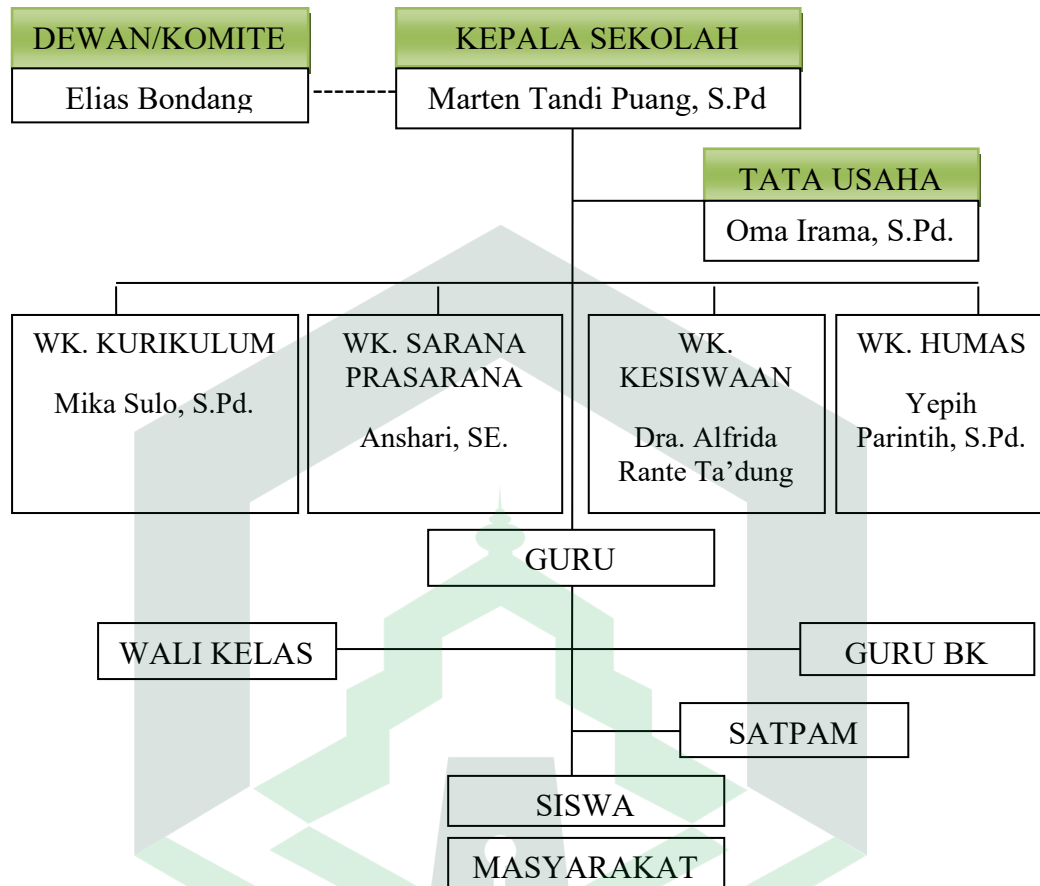 DEWAN/KOMITE
KEPALA SEKOLAH
Elias Bondang
Marten Tandi Puang, S.Pd
TATA USAHA
Oma Irama, S.Pd.
WK. KURIKULUM
Mika Sulo, S.Pd.
WK. SARANA
PRASARANA
Anshari, SE.
WK.
KESISWAAN
Dra. Alfrida
Rante Ta’dung
WK. HUMAS
Yepih
Parintih, S.Pd.
GURU
WALI KELAS
GURU BK
SATPAM
SISWA
MASYARAKAT